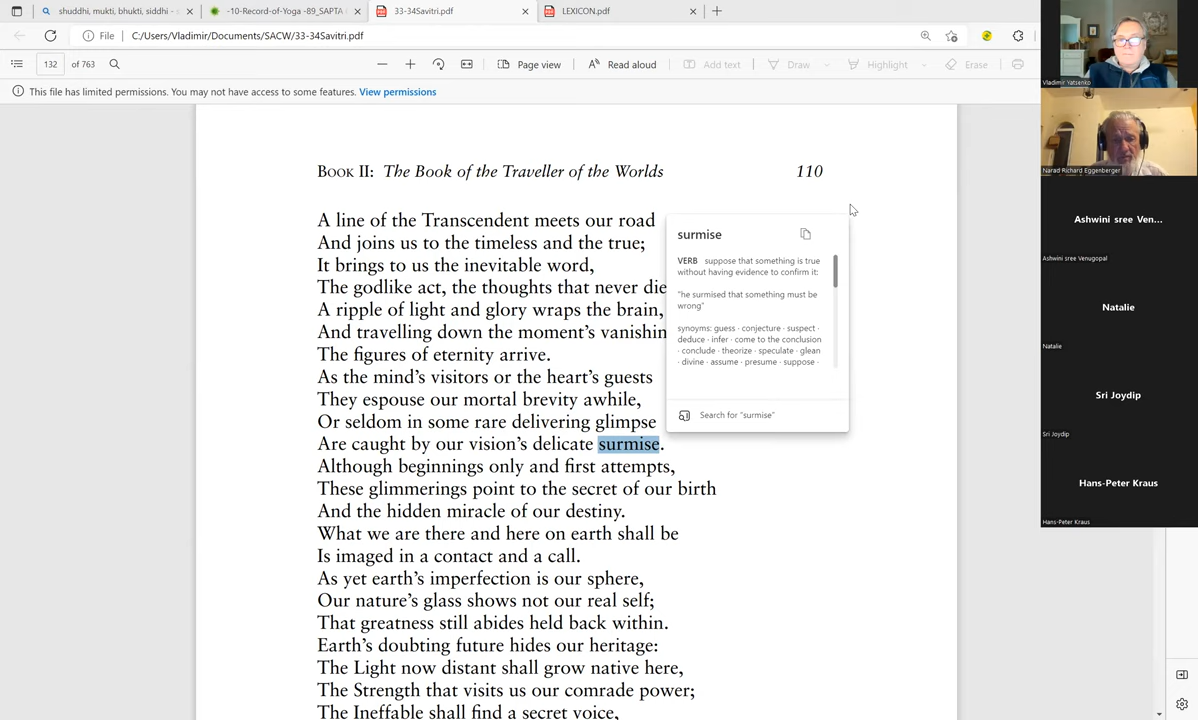 shuddhi, mukti, bhukti, siddhi -
-10-Record-of-Yoga -89_SAPTA
33-34Savitri.pdf
LEXICON.pdf
File
C:/Users/Vladimir/Documents/SACW/33-34Savitri.pdf
132 of 763
Page view
Read aloud
Add text
Draw
Highlight
Erase
This file has limited permissions. You may not have access to some features. View permissions
BOOK II: The Book of the Traveller of the Worlds 110
A line of the Transcendent meets our road
And joins us to the timeless and the true;
It brings to us the inevitable word,
The godlike act, the thoughts that never die
A ripple of light and glory wraps the brain,
And travelling down the moment's vanishin
The figures of eternity arrive.
As the mind's visitors or the heart's guests
They espouse our mortal brevity awhile,
Or seldom in some rare delivering glimpse
Are caught by our vision's delicate surmise.
Although beginnings only and first attempts,
These glimmerings point to the secret of our birth
And the hidden miracle of our destiny.
What we are there and here on earth shall be
Is imaged in a contact and a call.
As yet earth's imperfection is our sphere,
Our nature's glass shows not our real self;
That greatness still abides held back within.
Earth's doubting future hides our heritage:
The Light now distant shall grow native here,
The Strength that visits us our comrade power;
The Ineffable shall find a secret voice,
surmise
VERB suppose that something is true
without having evidence to confirm it:
"he surmised that something must be
wrong"
synoyms: guess · conjecture · suspect ·
deduce · infer · come to the conclusion
· conclude · theorize · speculate · glean
· divine · assume · presume · suppose ·
Search for "surmise"
Vladimir Yatsenko
Narad Richard Eggenberger
Ashwini sree Ven...
Ashwini sree Venugopal
Natalie
Natalie
Sri Joydip
Sri Joydip
Hans-Peter Kraus
Hans-Peter Kraus